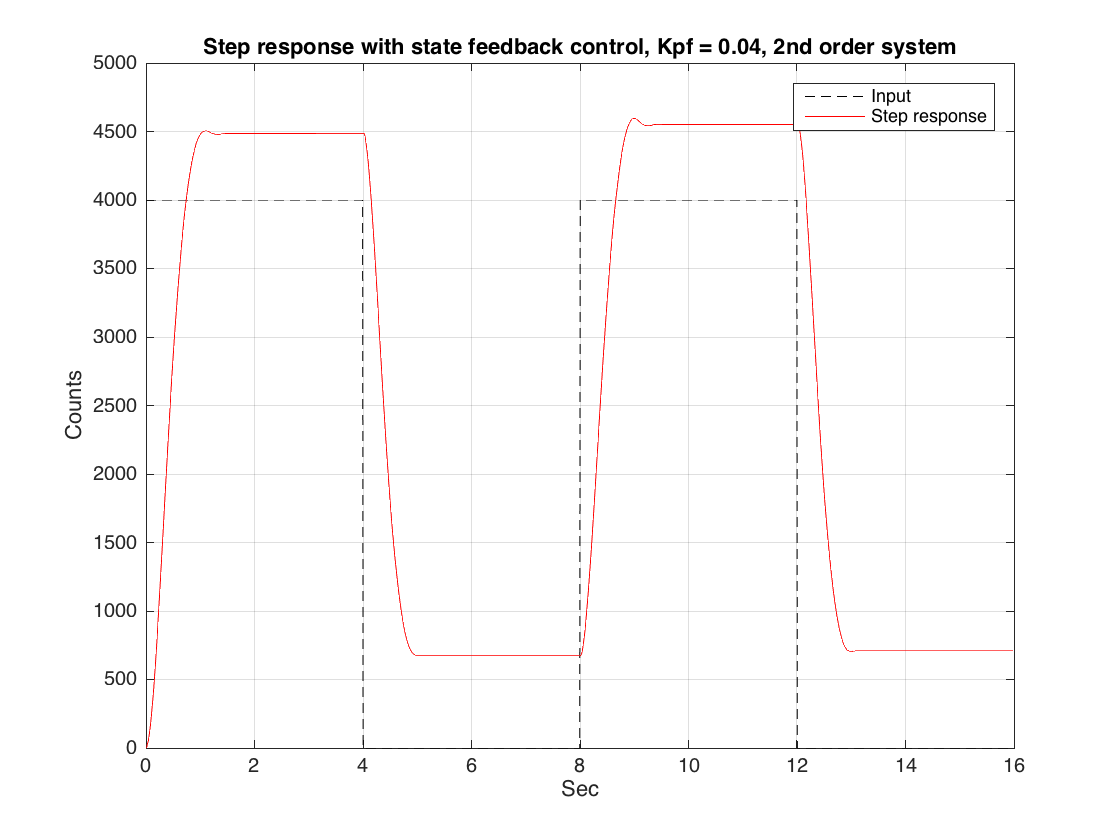 Step response with state feedback control, Kpf = 0.04, 2nd order system
5000
4500
4000
3500
3000
2500
2000
1500
1000
500
0
Counts
Input
Step response
0 2 4 6 8 10 12 14 16
Sec